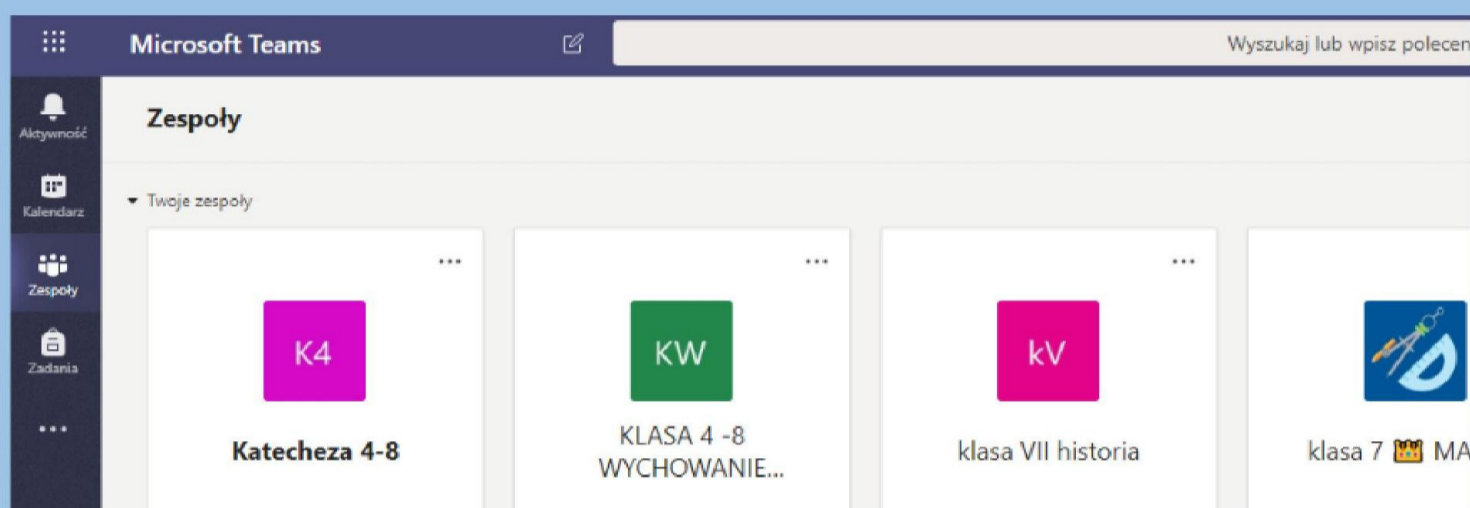 Microsoft Teams
Wyszukaj lub wpisz polecen
Aktywność
Kalendarz
Zespoły
Zadania
Zespoły
Twoje zespoły
K4
Katecheza 4-8
KW
KLASA 4 -8
WYCHOWANIE...
kV
klasa VII historia
klasa 7 👑 MA